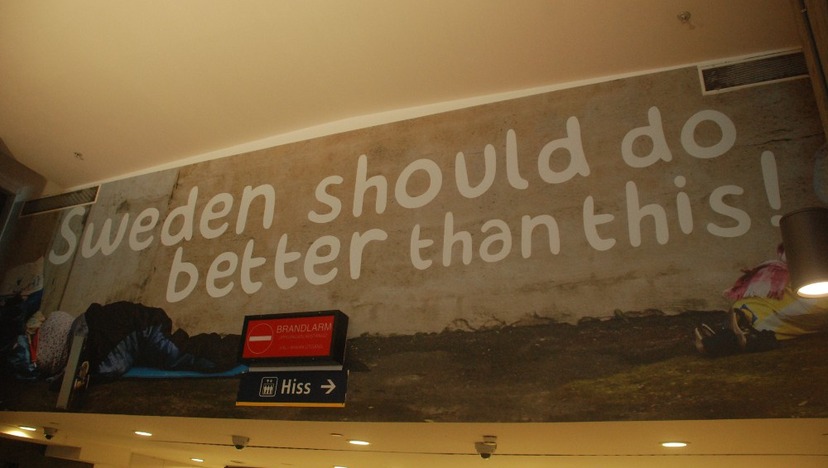 Sweden should do
better than this!
BRANDLARM
Hiss